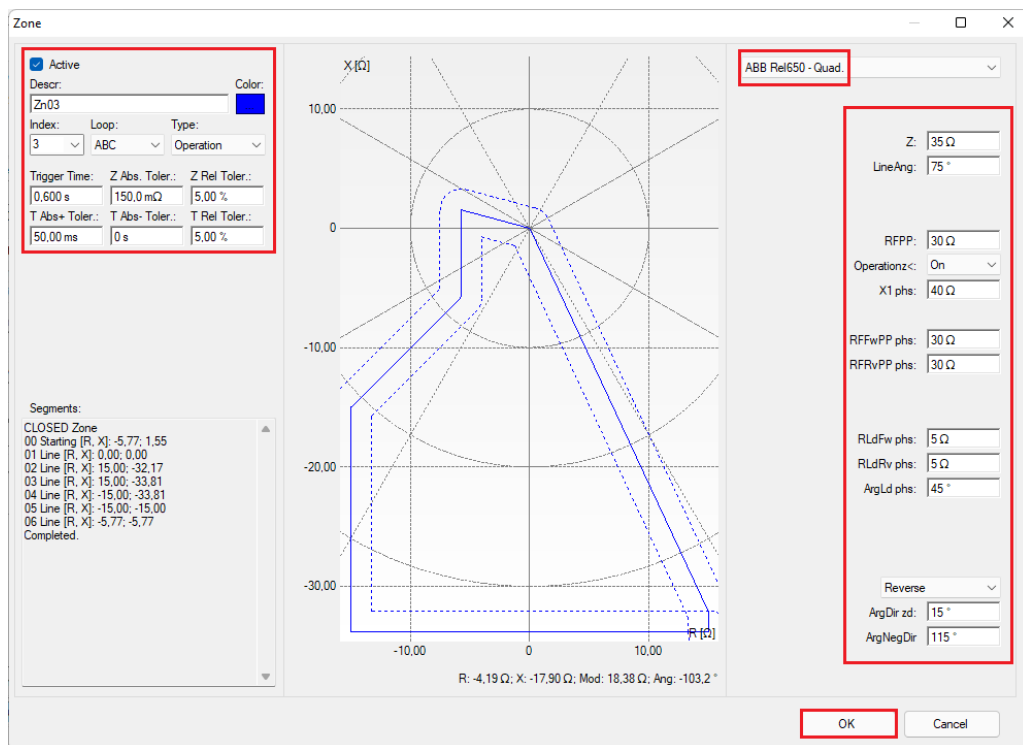 Zone
Active
Descr: Color:
Zn03
Index: Loop: Type:
3 ABC Operation
Trigger Time: Z Abs. Toler.: Z Rel Toler.:
0,600 s 150,0 mΩ 5,00 %
T Abs+ Toler.: T Abs- Toler.: T Rel Toler.:
50,00 ms 0 s 5,00 %
Segments:
CLOSED Zone
00 Starting [R, X]: -5,77; 1,55
01 Line [R, X]: 0,00; 0,00
02 Line [R, X]: 15,00; -32,17
03 Line [R, X]: 15,00; -33,81
04 Line [R, X]: -15,00; -33,81
05 Line [R, X]: -15,00; -15,00
06 Line [R, X]: -5,77; -5,77
Completed.
X [Ω]
10,00
0
-10,00
-20,00
-30,00
R [Ω]
-10,00 0 10,00
R: -4,19 Ω; X: -17,90 Ω; Mod: 18,38 Ω; Ang: -103,2 °
ABB Rel650 - Quad.
Z: 35 Ω
LineAng: 75 °
RFPP: 30 Ω
Operationz<: On
X1 phs: 40 Ω
RFFwPP phs: 30 Ω
RFRvPP phs: 30 Ω
RLdFw phs: 5 Ω
RLdRv phs: 5 Ω
ArgLd phs: 45 °
Reverse
ArgDir zd: 15 °
ArgNegDir 115 °
OK Cancel